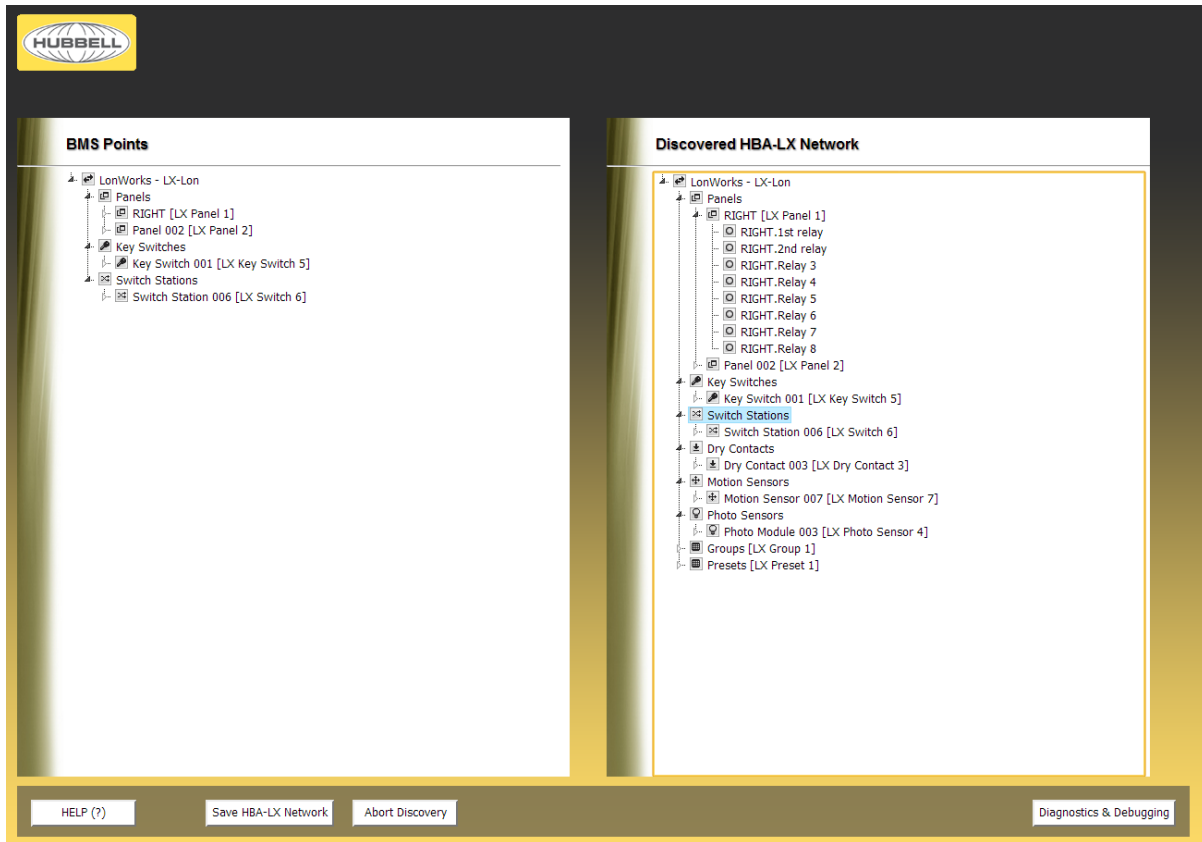 HUBBELL
BMS Points
LonWorks - LX-Lon
Panels
RIGHT [LX Panel 1]
Panel 002 [LX Panel 2]
Key Switches
Key Switch 001 [LX Key Switch 5]
Switch Stations
Switch Station 006 [LX Switch 6]
Discovered HBA-LX Network
LonWorks - LX-Lon
Panels
RIGHT [LX Panel 1]
RIGHT.1st relay
RIGHT.2nd relay
RIGHT.Relay 3
RIGHT.Relay 4
RIGHT.Relay 5
RIGHT.Relay 6
RIGHT.Relay 7
RIGHT.Relay 8
Panel 002 [LX Panel 2]
Key Switches
Key Switch 001 [LX Key Switch 5]
Switch Stations
Switch Station 006 [LX Switch 6]
Dry Contacts
Dry Contact 003 [LX Dry Contact 3]
Motion Sensors
Motion Sensor 007 [LX Motion Sensor 7]
Photo Sensors
Photo Module 003 [LX Photo Sensor 4]
Groups [LX Group 1]
Presets [LX Preset 1]
HELP (?)
Save HBA-LX Network
Abort Discovery
Diagnostics & Debugging